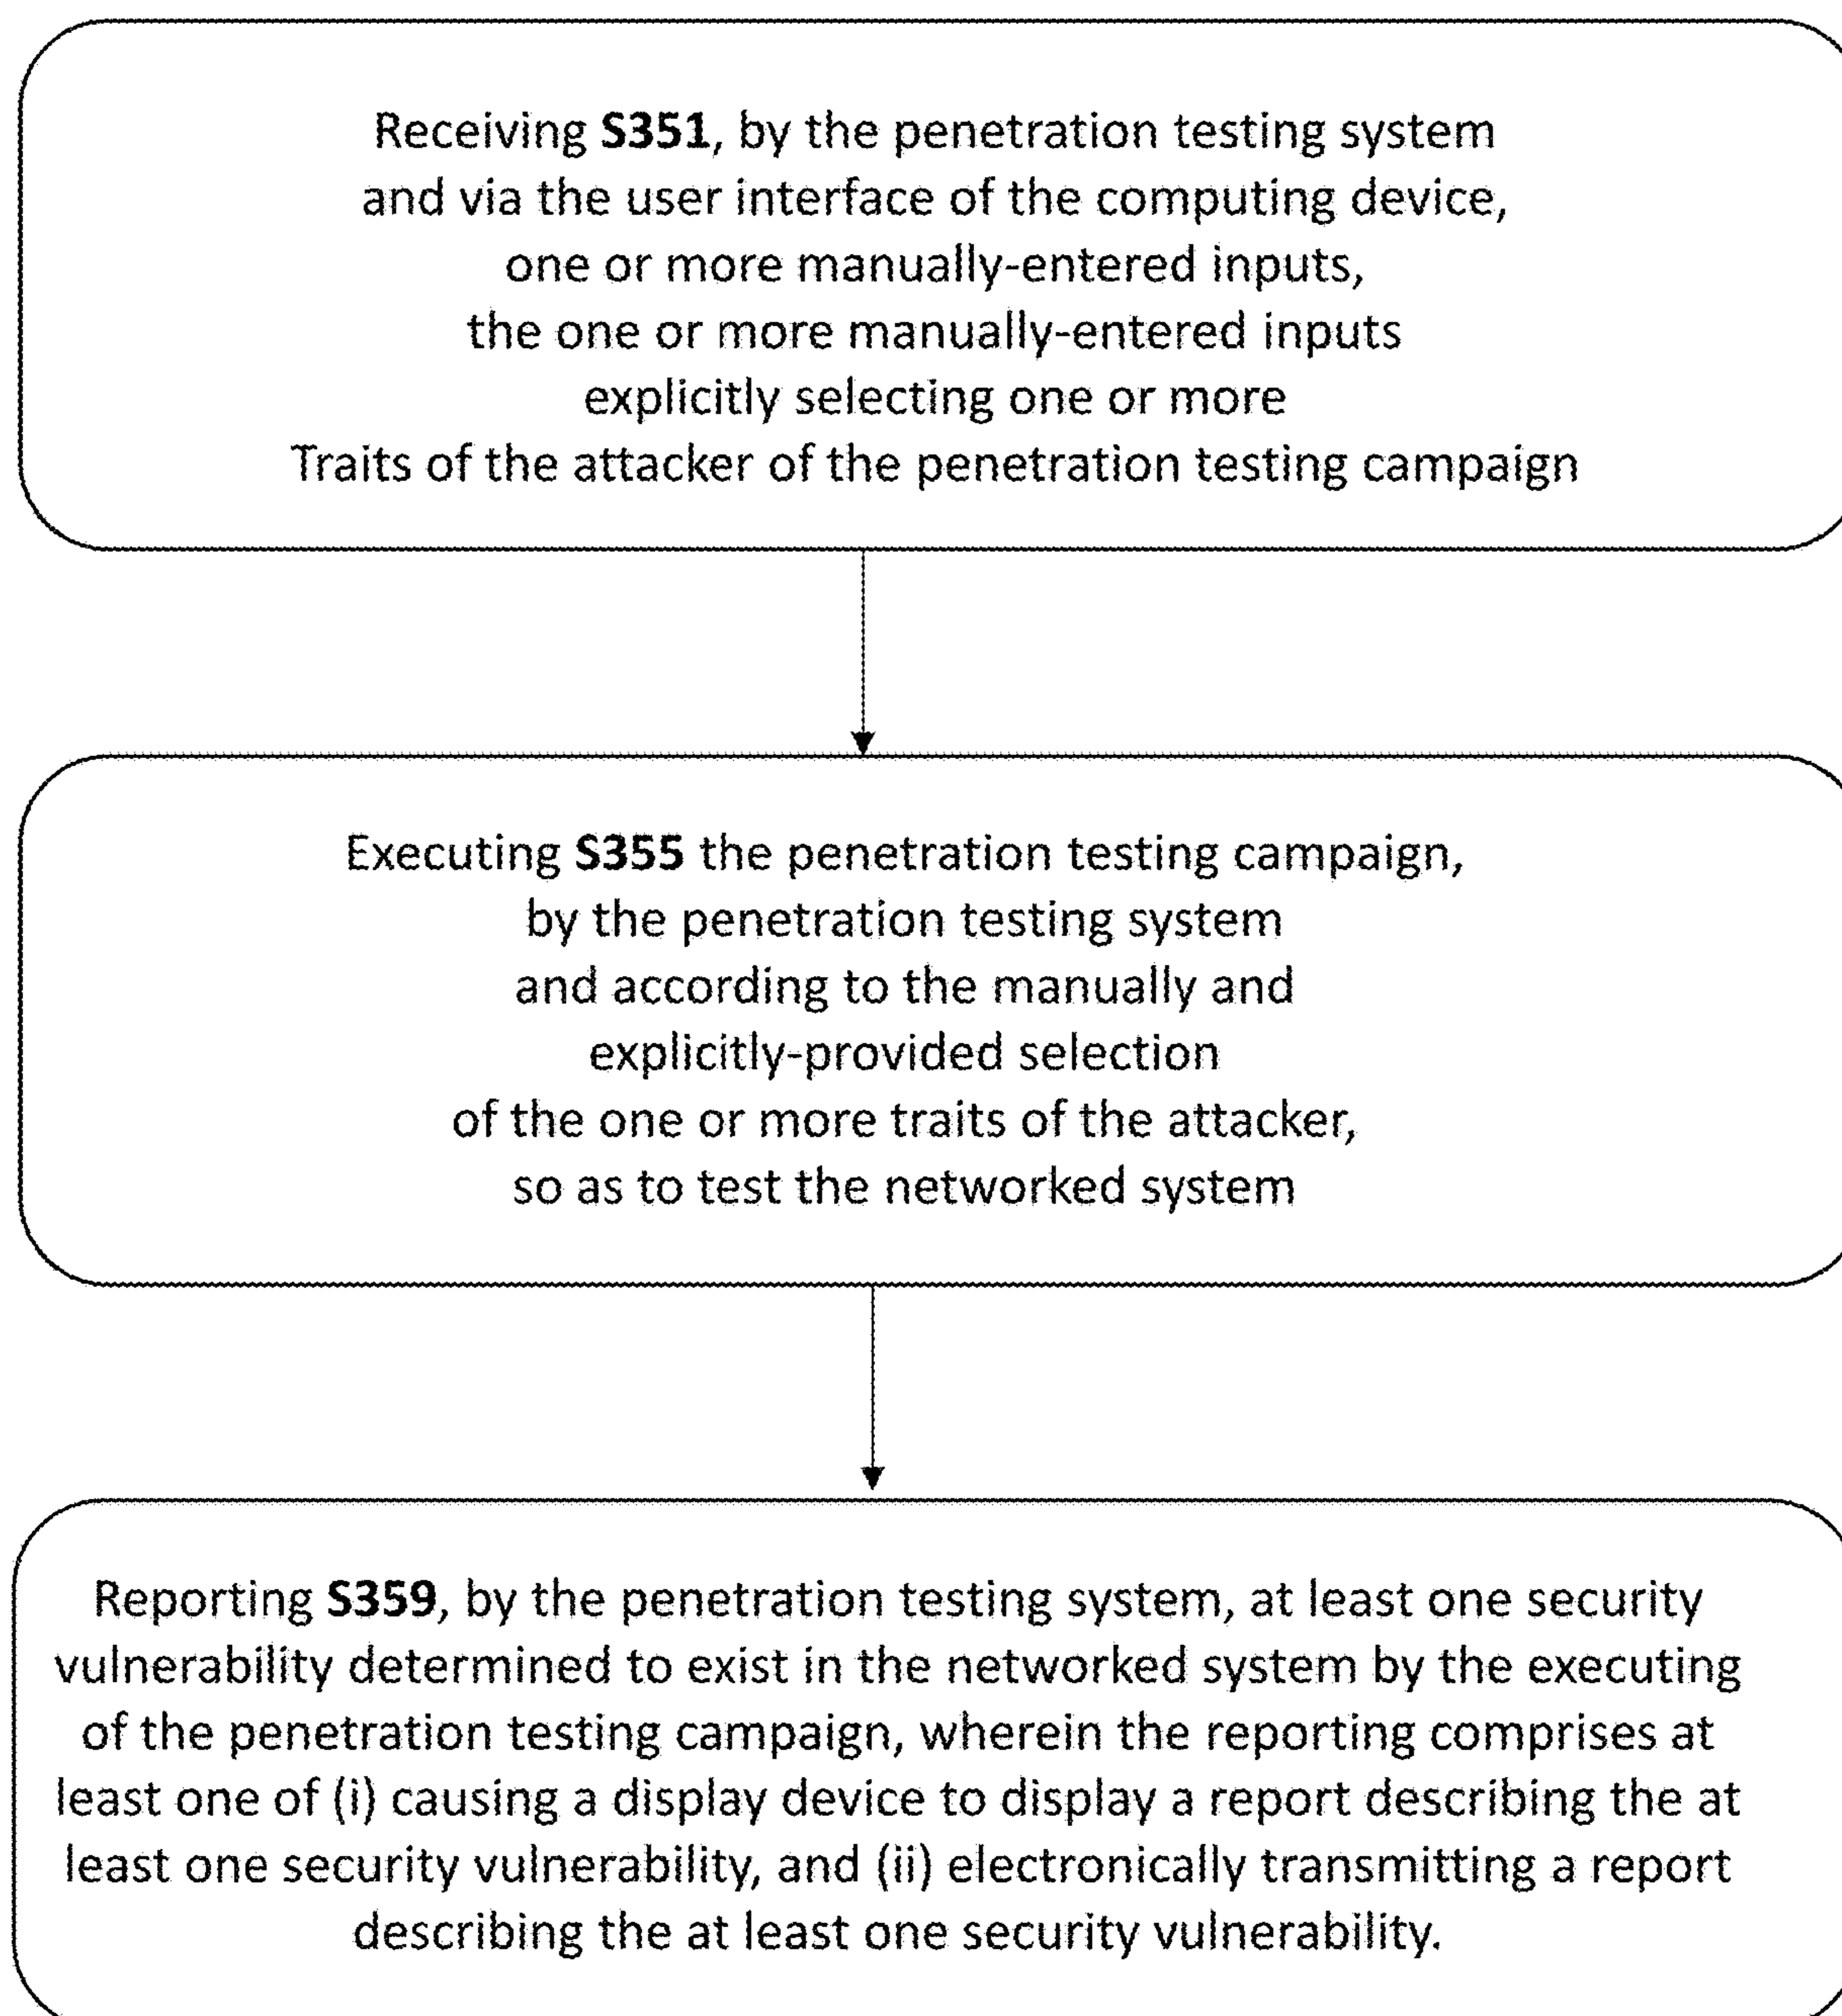 Receiving S351, by the penetration testing system
and via the user interface of the computing device,
one or more manually-entered inputs,
the one or more manually-entered inputs
explicitly selecting one or more
Traits of the attacker of the penetration testing campaign
Executing S355 the penetration testing campaign,
by the penetration testing system
and according to the manually and
explicitly-provided selection
of the one or more traits of the attacker,
so as to test the networked system
Reporting S359, by the penetration testing system, at least one security
vulnerability determined to exist in the networked system by the executing
of the penetration testing campaign, wherein the reporting comprises at
least one of (i) causing a display device to display a report describing the at
least one security vulnerability, and (ii) electronically transmitting a report
describing the at least one security vulnerability.